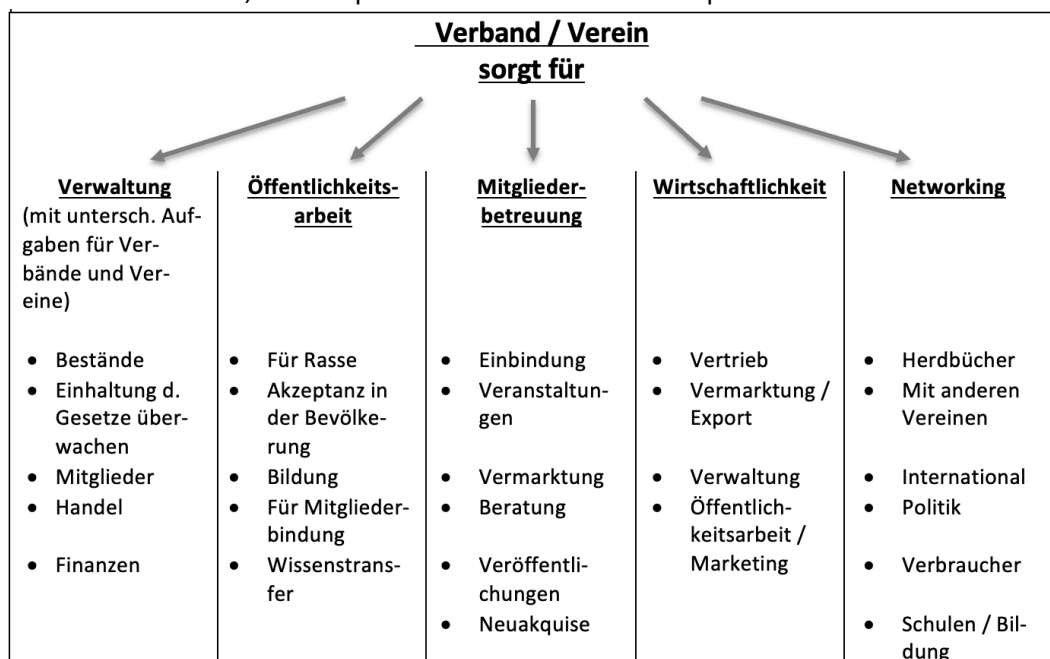 Verband / Verein
sorgt für
Verwaltung
(mit untersch. Auf-
gaben für Ver-
bände und Ver-
eine)
• Bestände
• Einhaltung d.
Gesetze über-
wachen
• Mitglieder
• Handel
• Finanzen
Öffentlichkeits-
arbeit
• Für Rasse
• Akzeptanz in
der Bevölke-
rung
• Bildung
• Für Mitglieder-
bindung
• Wissenstrans-
fer
Mitglieder-
betreuung
• Einbindung
• Veranstaltun-
gen
• Vermarktung
• Beratung
• Veröffentli-
chungen
• Neuakquise
Wirtschaftlichkeit
• Vertrieb
• Vermarktung /
Export
• Verwaltung
• Öffentlich-
keitsarbeit /
Marketing
Networking
• Herdbücher
• Mit anderen
Vereinen
• International
• Politik
• Verbraucher
• Schulen / Bil-
dung